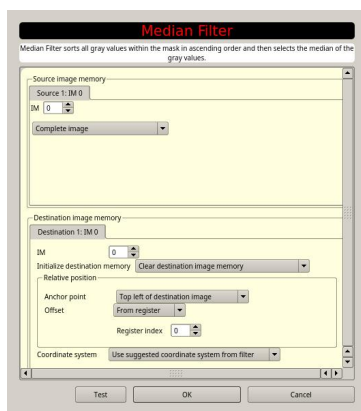 Median Filter
Median Filter sorts all gray values within the mask in ascending order and then selects the median of the
gray values.
Source image memory
Source 1: IM 0
IM 0
Complete image
Destination image memory
Destination 1: IM 0
IM 0
Initialize destination memory Clear destination image memory
Relative position
Anchor point Top left of destination image
Offset From register
Register index 0
Coordinate system Use suggested coordinate system from filter
Test OK Cancel